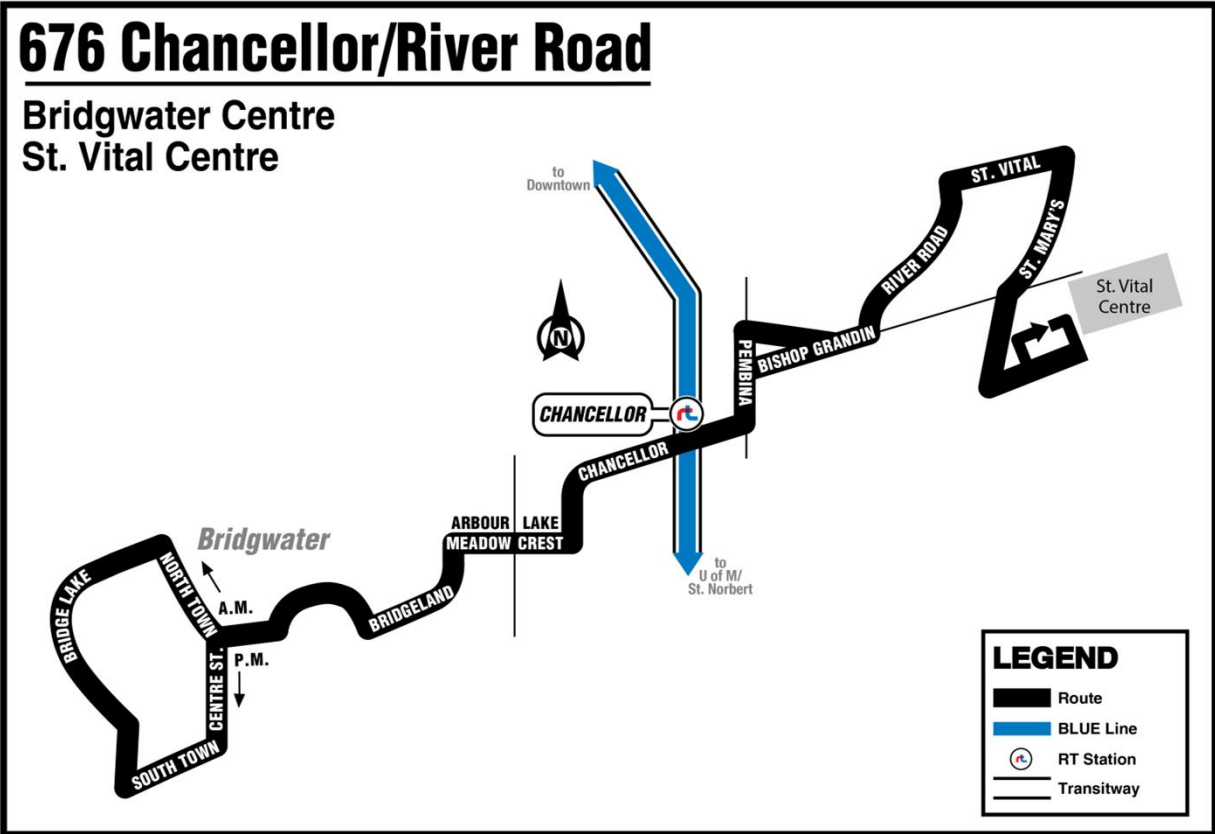 676 Chancellor/River Road
Bridgwater Centre
St. Vital Centre
to
Downtown
ST. VITAL
RIVER ROAD
ST. MARY'S
St. Vital
Centre
N
PEMBINA
BISHOP GRANDIN
CHANCELLOR
rt
CHANCELLOR
ARBOUR LAKE
MEADOW CREST
Bridgwater
to
U of M/
St. Norbert
NORTH TOWN
BRIDGE LAKE
A.M.
BRIDGELAND
P.M.
CENTRE ST.
SOUTH TOWN
LEGEND
Route
BLUE Line
rt RT Station
Transitway